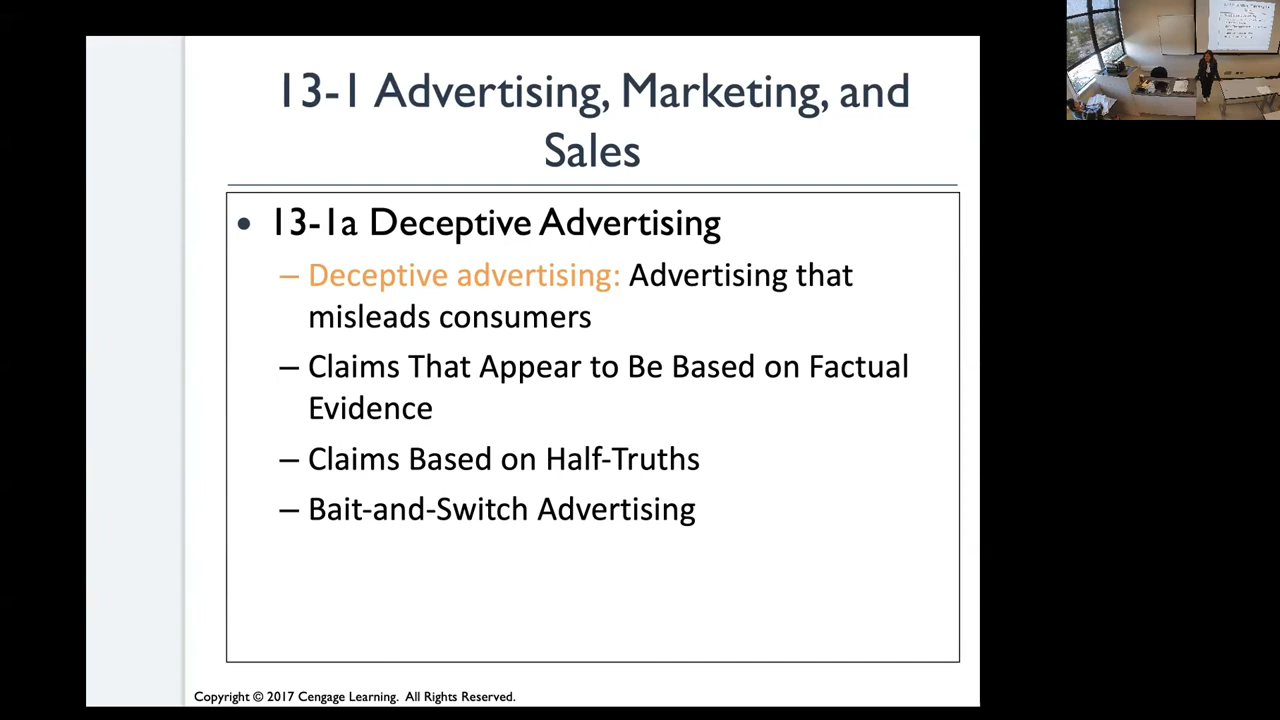 13-1 Advertising, Marketing, and
Sales
• 13-1a Deceptive Advertising
– Deceptive advertising: Advertising that
misleads consumers
– Claims That Appear to Be Based on Factual
Evidence
– Claims Based on Half-Truths
– Bait-and-Switch Advertising
Copyright © 2017 Cengage Learning. All Rights Reserved.